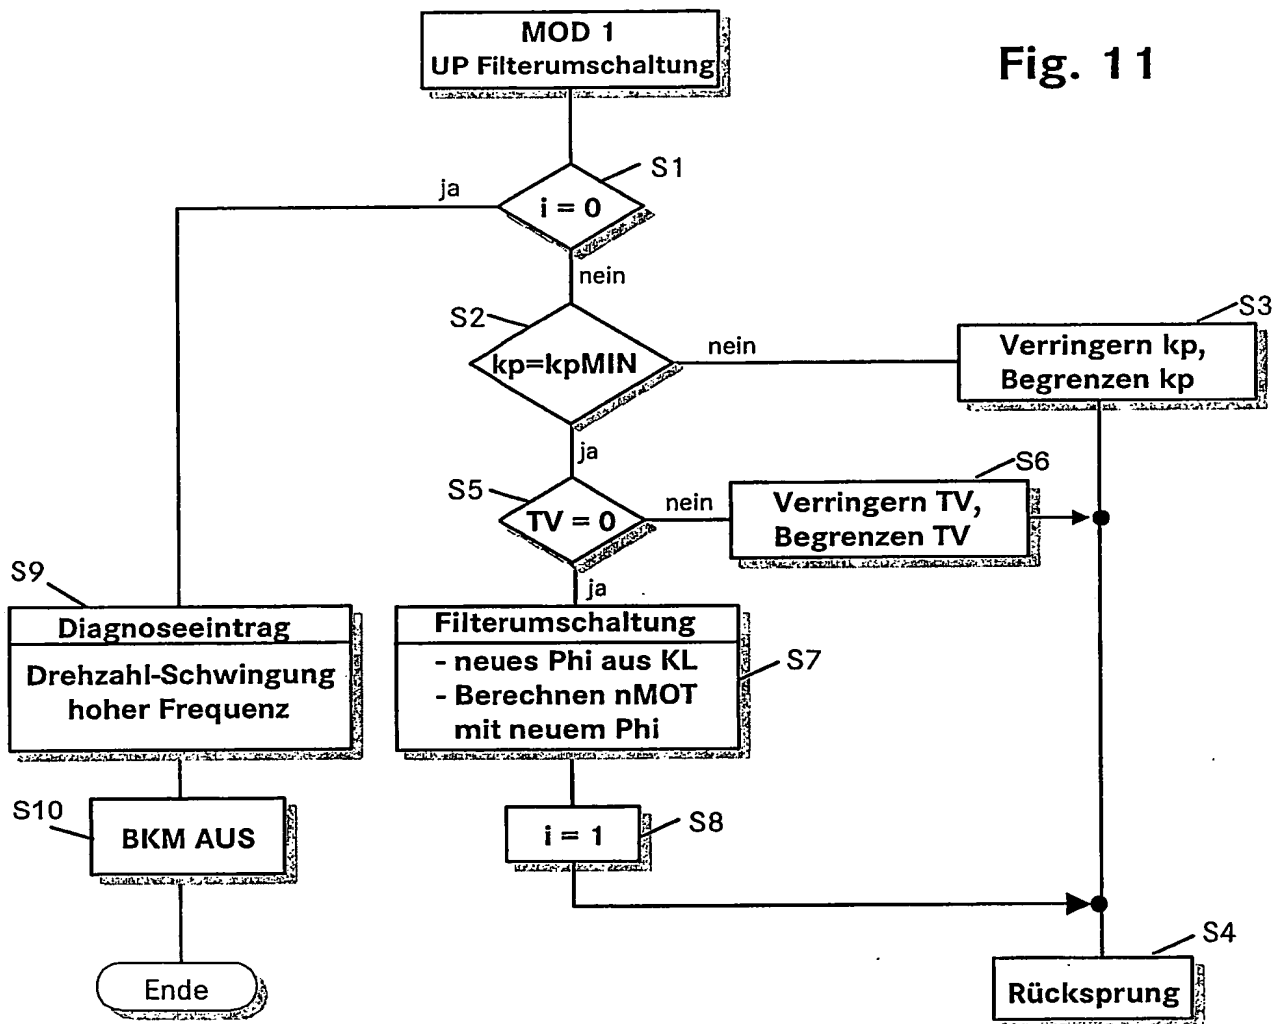 MOD 1
UP Filterumschaltung
Fig. 11
S1
ja
i = 0
nein
S2
kp=kpMIN
nein
S3
Verringern kp,
Begrenzen kp
ja
S5
TV = 0
nein
S6
Verringern TV,
Begrenzen TV
ja
S9
Diagnoseeintrag
Drehzahl-Schwingung
hoher Frequenz
Filterumschaltung
- neues Phi aus KL
- Berechnen nMOT
mit neuem Phi
S7
S10
BKM AUS
i = 1
S8
Ende
S4
Rücksprung